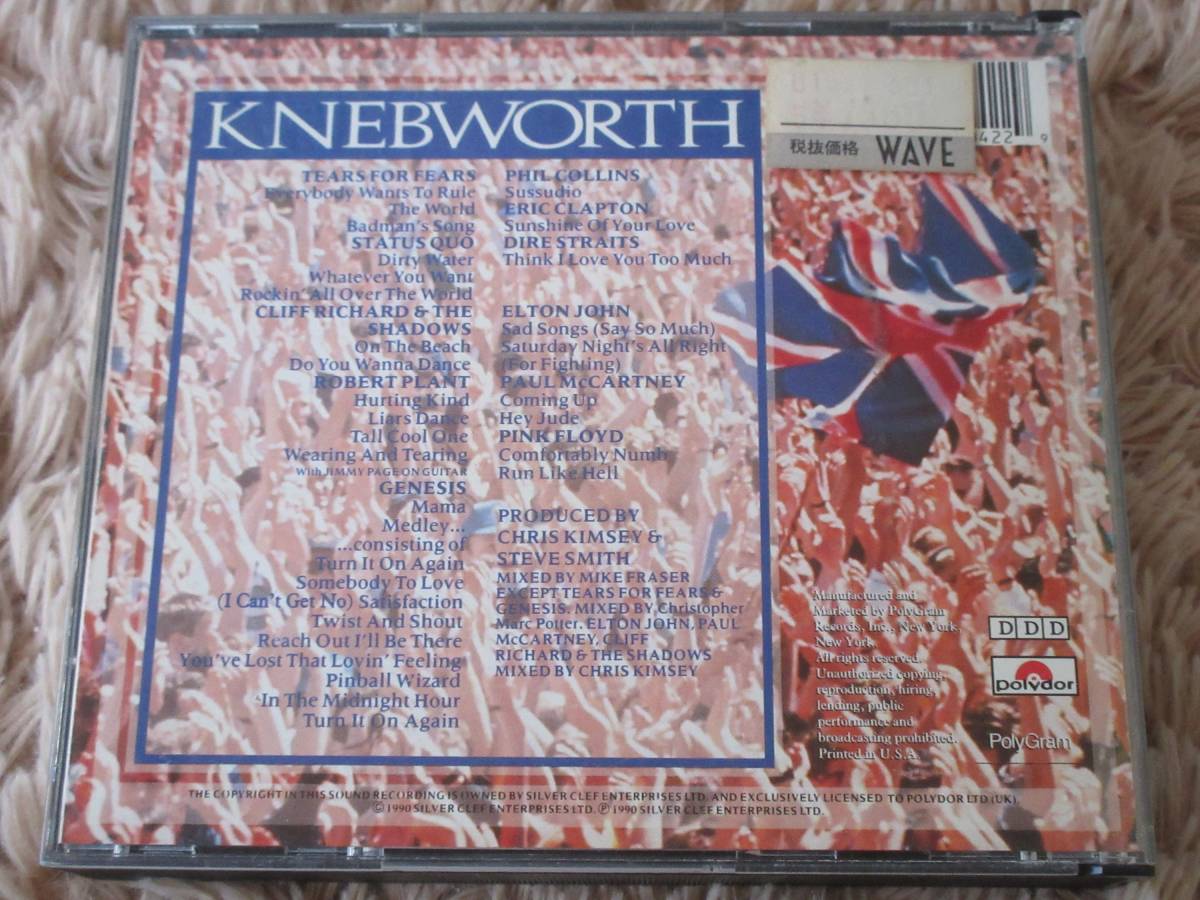 KNEBWORTH
TEARS FOR FEARS
Everybody Wants To Rule
The World
Badman's Song
STATUS QUO
Dirty Water
Whatever You Want
Rockin' All Over The World
CLIFF RICHARD & THE
SHADOWS
On The Beach
Do You Wanna Dance
ROBERT PLANT
Hurting Kind
Liars Dance
Tall Cool One
Wearing And Tearing
With JIMMY PAGE ON GUITAR
GENESIS
Mama
Medley...
...consisting of
Turn It On Again
Somebody To Love
(I Can't Get No) Satisfaction
Twist And Shout
Reach Out I'll Be There
You've Lost That Lovin' Feeling
Pinball Wizard
'In The Midnight Hour
Turn It On Again
PHIL COLLINS
Sussudio
ERIC CLAPTON
Sunshine Of Your Love
DIRE STRAITS
Think I Love You Too Much
ELTON JOHN
Sad Songs (Say So Much)
Saturday Night's All Right
(For Fighting)
PAUL McCARTNEY
Coming Up
Hey Jude
PINK FLOYD
Comfortably Numb
Run Like Hell
PRODUCED BY
CHRIS KIMSEY &
STEVE SMITH
MIXED BY MIKE FRASER
EXCEPT TEARS FOR FEARS &
GENESIS. MIXED BY Christopher
Marc Potter. ELTON JOHN, PAUL
McCARTNEY, CLIFF
RICHARD & THE SHADOWS
MIXED BY CHRIS KIMSEY
税抜価格 WAVE
422 9
Manufactured and
Marketed by PolyGram
Records, Inc., New York,
New York.
All rights reserved.
Unauthorized copying,
reproduction, hiring,
lending, public
performance and
broadcasting prohibited.
Printed in U.S.A.
DDD
polydor
PolyGram
THE COPYRIGHT IN THIS SOUND RECORDING IS OWNED BY SILVER CLEF ENTERPRISES LTD. AND EXCLUSIVELY LICENSED TO POLYDOR LTD (UK).
© 1990 SILVER CLEF ENTERPRISES LTD. ℗ 1990 SILVER CLEF ENTERPRISES LTD.